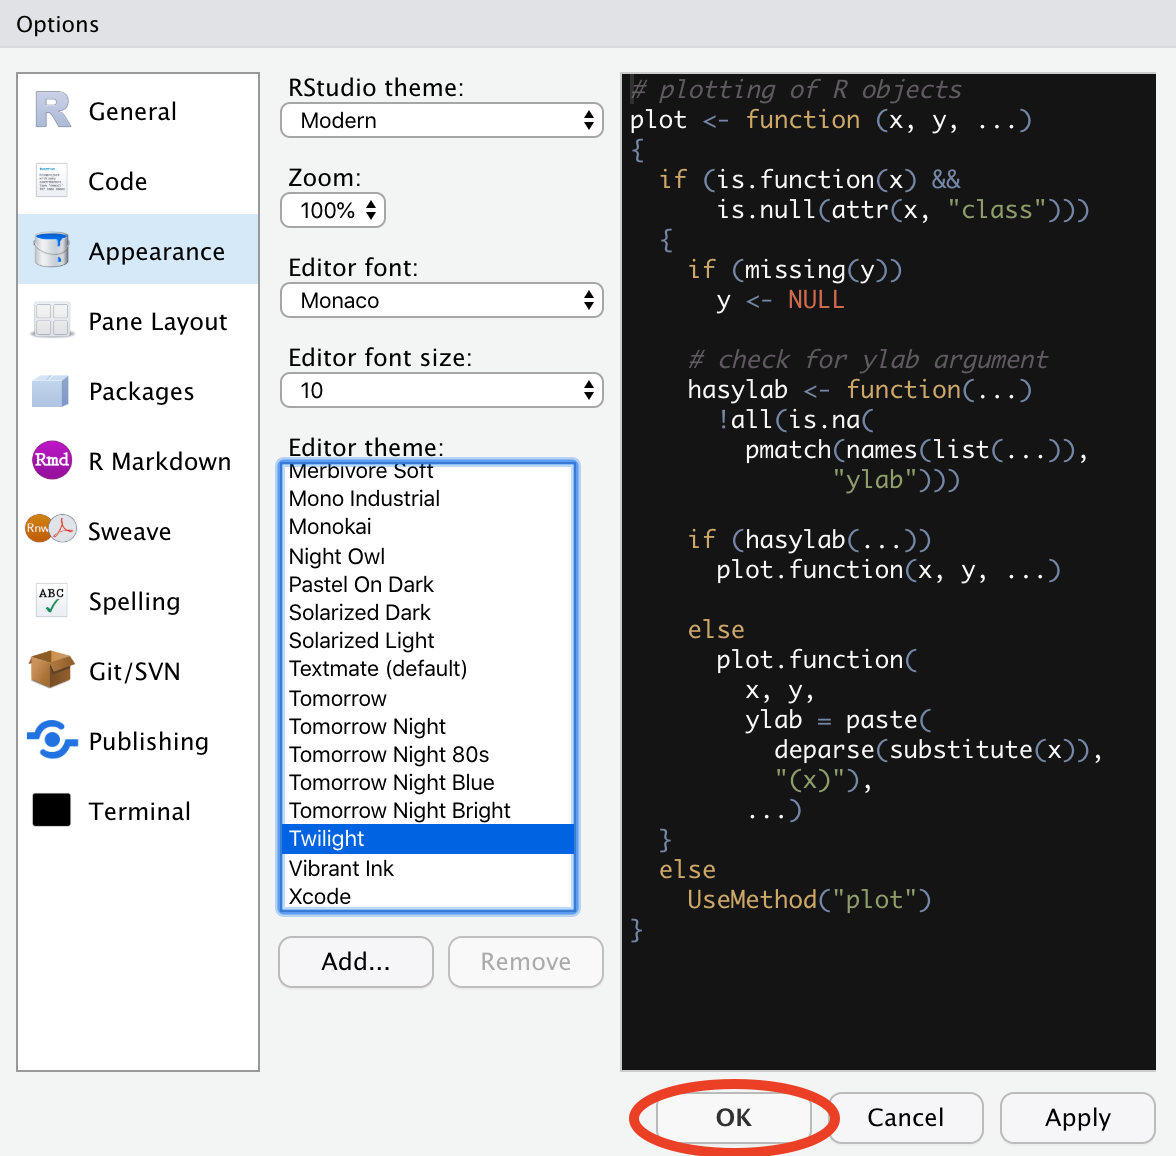 Options
General
Code
Appearance
Pane Layout
Packages
Rmd
R Markdown
Rnw
Sweave
ABC
Spelling
Git/SVN
Publishing
Terminal
RStudio theme:
Modern
Zoom:
100%
Editor font:
Monaco
Editor font size:
10
Editor theme:
Merbivore Soft
Mono Industrial
Monokai
Night Owl
Pastel On Dark
Solarized Dark
Solarized Light
Textmate (default)
Tomorrow
Tomorrow Night
Tomorrow Night 80s
Tomorrow Night Blue
Tomorrow Night Bright
Twilight
Vibrant Ink
Xcode
Add...
Remove
# plotting of R objects
plot <- function (x, y, ...)
{
  if (is.function(x) &&
      is.null(attr(x, "class")))
  {
    if (missing(y))
      y <- NULL

    # check for ylab argument
    hasylab <- function(...)
      !all(is.na(
        pmatch(names(list(...)),
              "ylab")))

    if (hasylab(...))
      plot.function(x, y, ...)

    else
      plot.function(
        x, y,
        ylab = paste(
          deparse(substitute(x)),
          "(x)"),
        ...)
  }
  else
    UseMethod("plot")
}
OK
Cancel
Apply